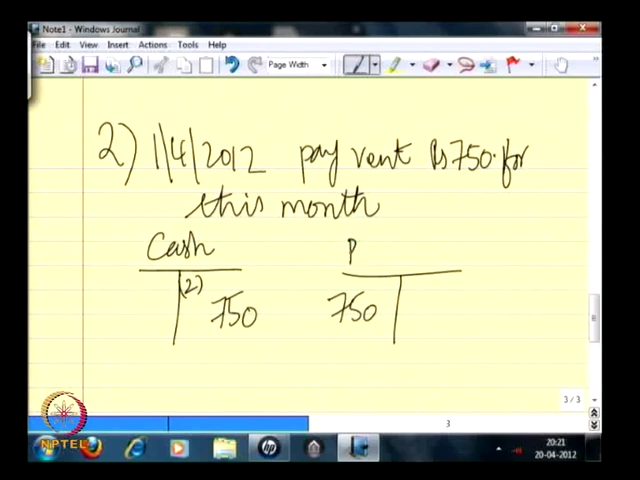 Note1 - Windows Journal
File Edit View Insert Actions Tools Help
Page Width
2) 1/4/2012 pay rent Rs750. for
this month
Cash P
(2) 750 750
3 / 3
3
NPTEL
hp
20:21
20-04-2012